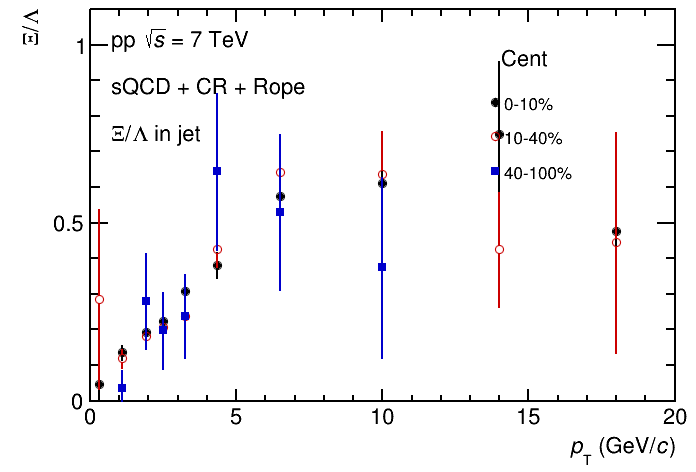 Ξ/Λ
1
0.5
0
pp √s = 7 TeV
sQCD + CR + Rope
Ξ/Λ in jet
Cent
0-10%
10-40%
40-100%
0 5 10 15 20
p_T (GeV/c)